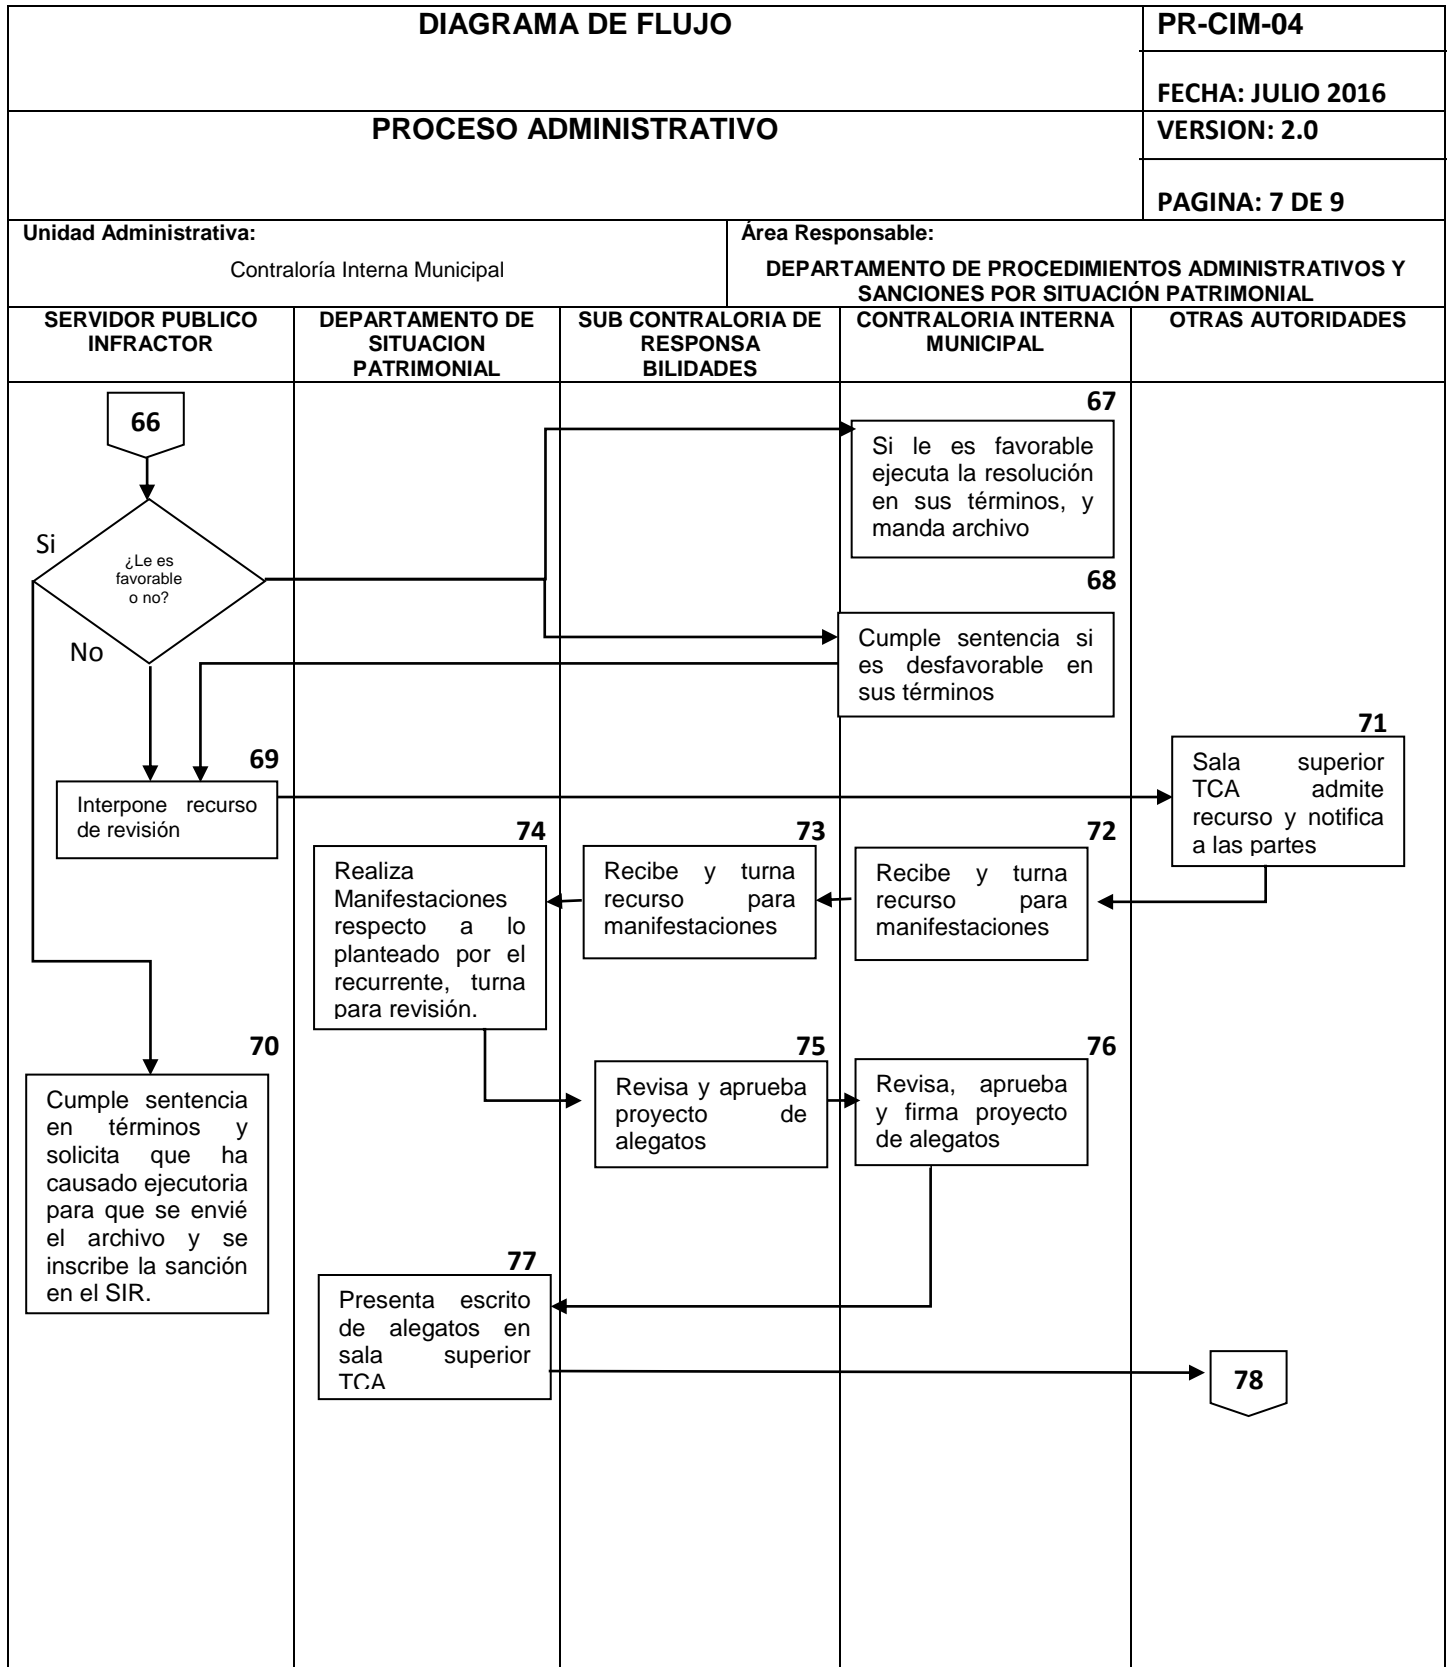 DIAGRAMA DE FLUJO
PR-CIM-04
FECHA: JULIO 2016
PROCESO ADMINISTRATIVO
VERSION: 2.0
PAGINA: 7 DE 9
Unidad Administrativa:
Contraloría Interna Municipal
Área Responsable:
DEPARTAMENTO DE PROCEDIMIENTOS ADMINISTRATIVOS Y
SANCIONES POR SITUACIÓN PATRIMONIAL
SERVIDOR PUBLICO
INFRACTOR
DEPARTAMENTO DE
SITUACION
PATRIMONIAL
SUB CONTRALORIA DE
RESPONSA
BILIDADES
CONTRALORIA INTERNA
MUNICIPAL
OTRAS AUTORIDADES
66
Si
¿Le es
favorable
o no?
No
67
Si le es favorable
ejecuta la resolución
en sus términos, y
manda archivo
68
Cumple sentencia si
es desfavorable en
sus términos
69
Interpone recurso
de revisión
71
Sala superior
TCA admite
recurso y notifica
a las partes
72
Recibe y turna
recurso para
manifestaciones
73
Recibe y turna
recurso para
manifestaciones
74
Realiza
Manifestaciones
respecto a lo
planteado por el
recurrente, turna
para revisión.
70
Cumple sentencia
en términos y
solicita que ha
causado ejecutoria
para que se envié
el archivo y se
inscribe la sanción
en el SIR.
75
Revisa y aprueba
proyecto de
alegatos
76
Revisa, aprueba
y firma proyecto
de alegatos
77
Presenta escrito
de alegatos en
sala superior
TCA
78